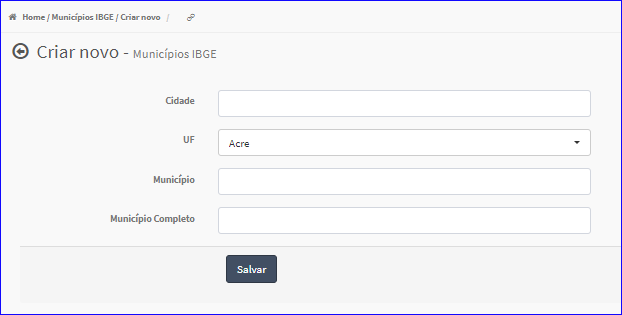 Home / Municípios IBGE / Criar novo /
Criar novo - Municípios IBGE
Cidade
UF
Acre
Município
Município Completo
Salvar